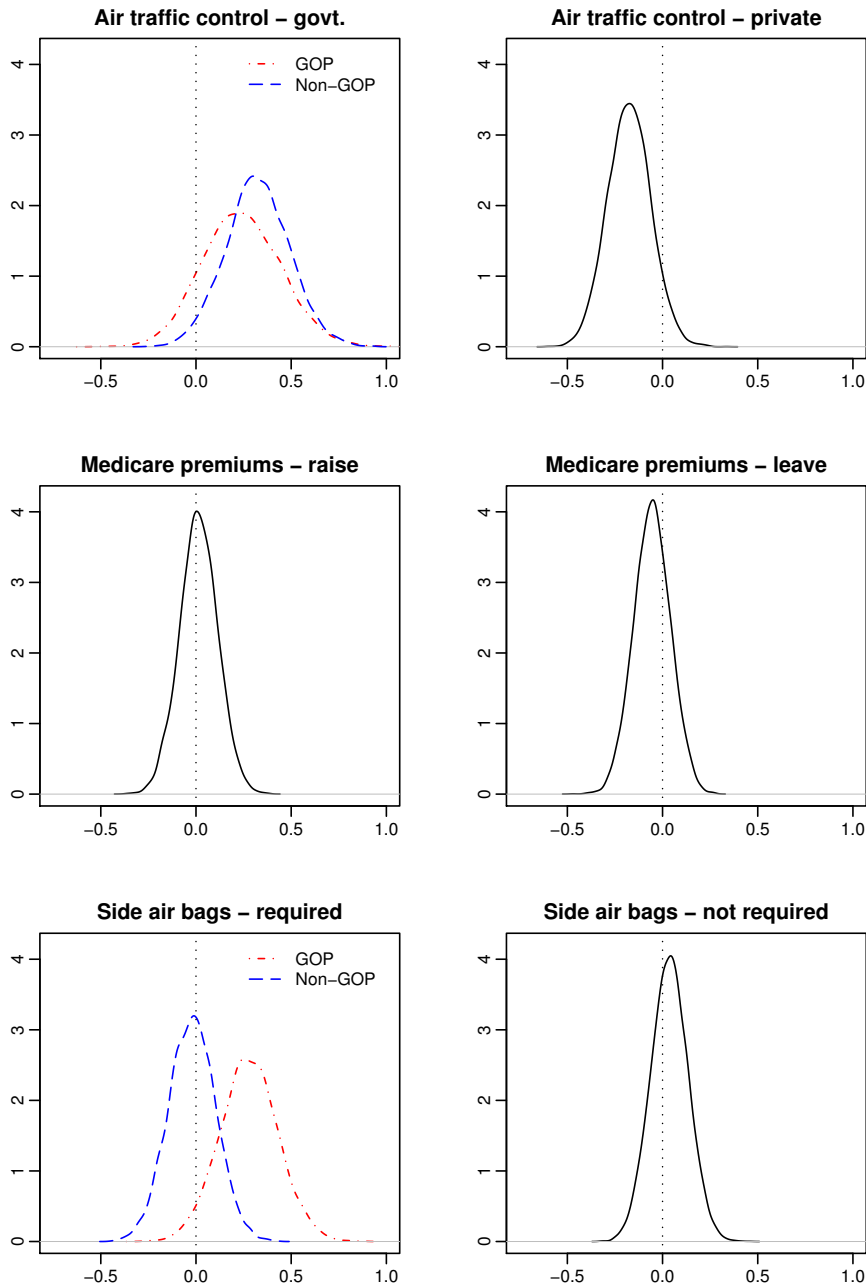 Air traffic control – govt.
GOP
Non−GOP
0 1 2 3 4
−0.5 0.0 0.5 1.0
Air traffic control – private
0 1 2 3 4
−0.5 0.0 0.5 1.0
Medicare premiums – raise
0 1 2 3 4
−0.5 0.0 0.5 1.0
Medicare premiums – leave
0 1 2 3 4
−0.5 0.0 0.5 1.0
Side air bags – required
GOP
Non−GOP
0 1 2 3 4
−0.5 0.0 0.5 1.0
Side air bags – not required
0 1 2 3 4
−0.5 0.0 0.5 1.0